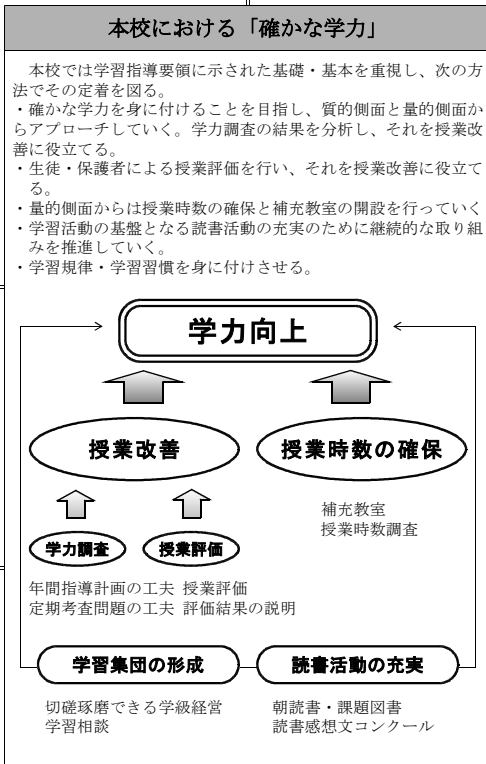 本校における「確かな学力」
本校では学習指導要領に示された基礎・基本を重視し、次の方
法でその定着を図る。
・確かな学力を身に付けることを目指し、質的側面と量的側面か
らアプローチしていく。学力調査の結果を分析し、それを授業改
善に役立てる。
・生徒・保護者による授業評価を行い、それを授業改善に役立て
る。
・量的側面からは授業時数の確保と補充教室の開設を行っていく
・学習活動の基盤となる読書活動の充実のために継続的な取り組
みを推進していく。
・学習規律・学習習慣を身に付けさせる。
学力向上
授業改善
授業時数の確保
補充教室
授業時数調査
学力調査
授業評価
年間指導計画の工夫 授業評価
定期考査問題の工夫 評価結果の説明
学習集団の形成
読書活動の充実
切磋琢磨できる学級経営
学習相談
朝読書・課題図書
読書感想文コンクール